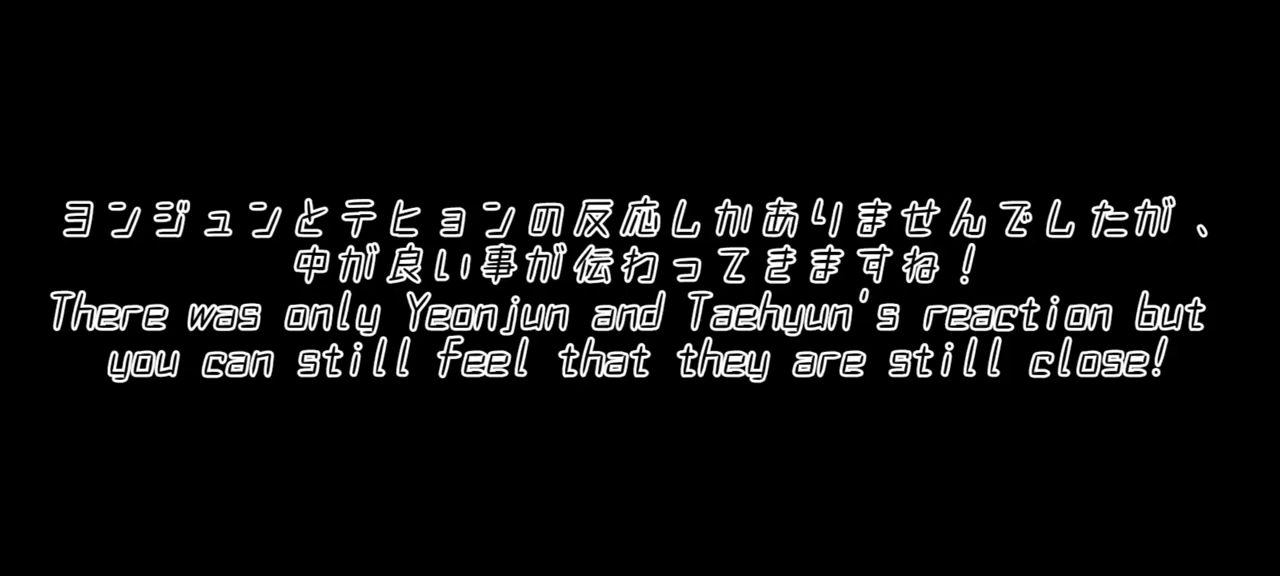 ヨンジュンとテヒョンの反応しかありませんでしたが、
中が良い事が伝わってきますね！
There was only Yeonjun and Taehyun's reaction but
you can still feel that they are still close!